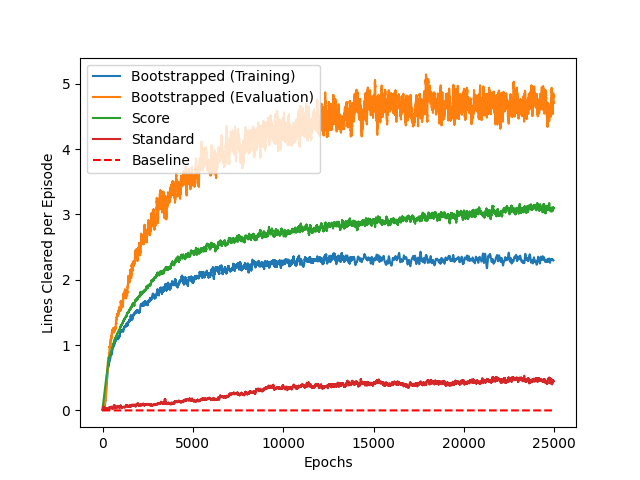 Bootstrapped (Training)
Bootstrapped (Evaluation)
Score
Standard
Baseline
Lines Cleared per Episode
5
4
3
2
1
0
0 5000 10000 15000 20000 25000
Epochs